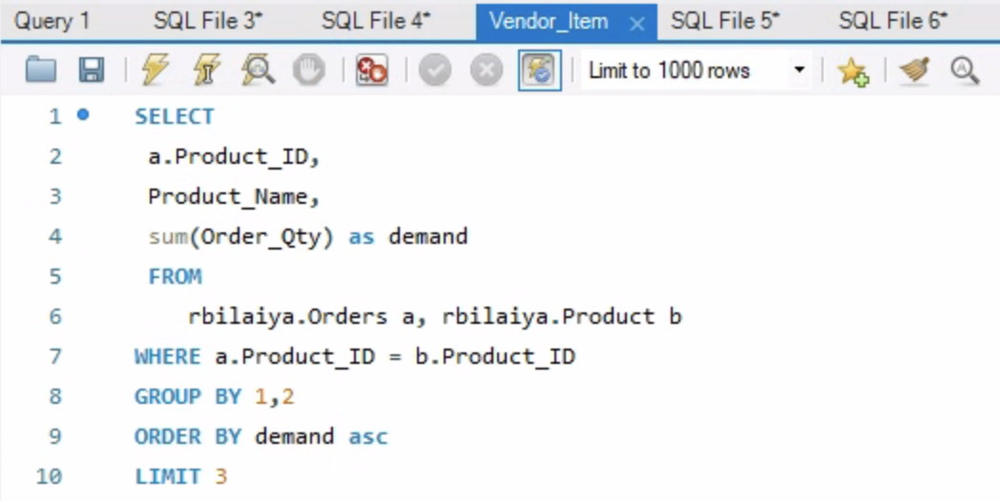 Query 1 SQL File 3* SQL File 4* Vendor_Item SQL File 5* SQL File 6*
Limit to 1000 rows
1 SELECT
2 a.Product_ID,
3 Product_Name,
4 sum(Order_Qty) as demand
5 FROM
6 rbilaiya.Orders a, rbilaiya.Product b
7 WHERE a.Product_ID = b.Product_ID
8 GROUP BY 1,2
9 ORDER BY demand asc
10 LIMIT 3